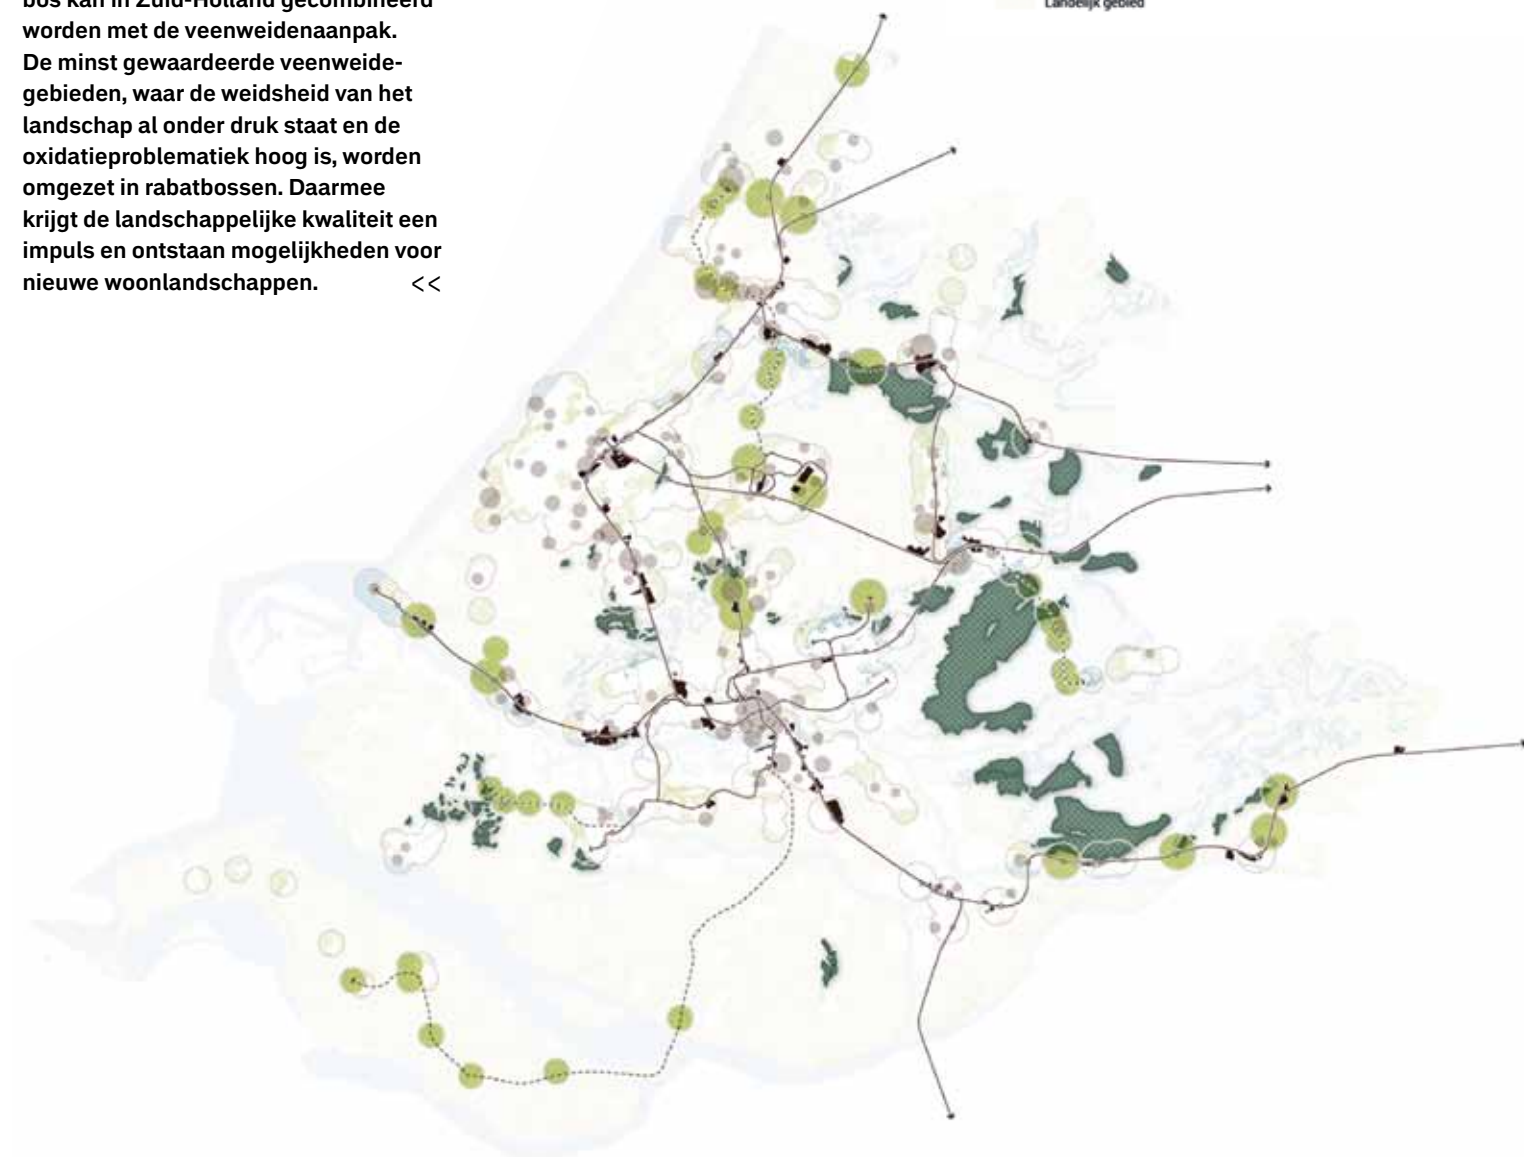 bos kan in Zuid-Holland gecombineerd
worden met de veenweidenaanpak.
De minst gewaardeerde veenweide-
gebieden, waar de weidsheid van het
landschap al onder druk staat en de
oxidatieproblematiek hoog is, worden
omgezet in rabatbossen. Daarmee
krijgt de landschappelijke kwaliteit een
impuls en ontstaan mogelijkheden voor
nieuwe woonlandschappen. <<
Landelijk gebied